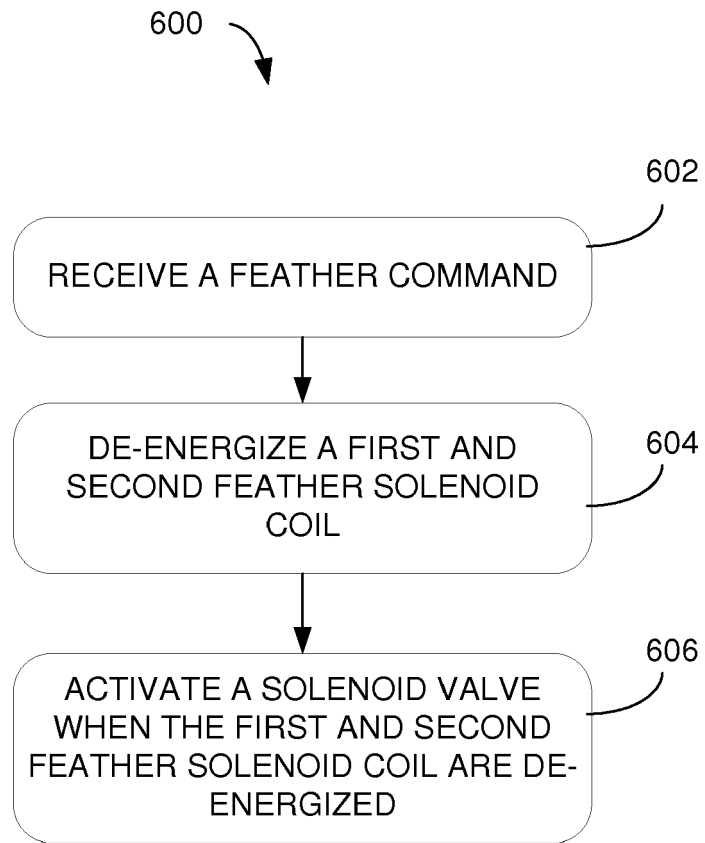 600
602
RECEIVE A FEATHER COMMAND
604
DE-ENERGIZE A FIRST AND
SECOND FEATHER SOLENOID
COIL
606
ACTIVATE A SOLENOID VALVE
WHEN THE FIRST AND SECOND
FEATHER SOLENOID COIL ARE DE-
ENERGIZED